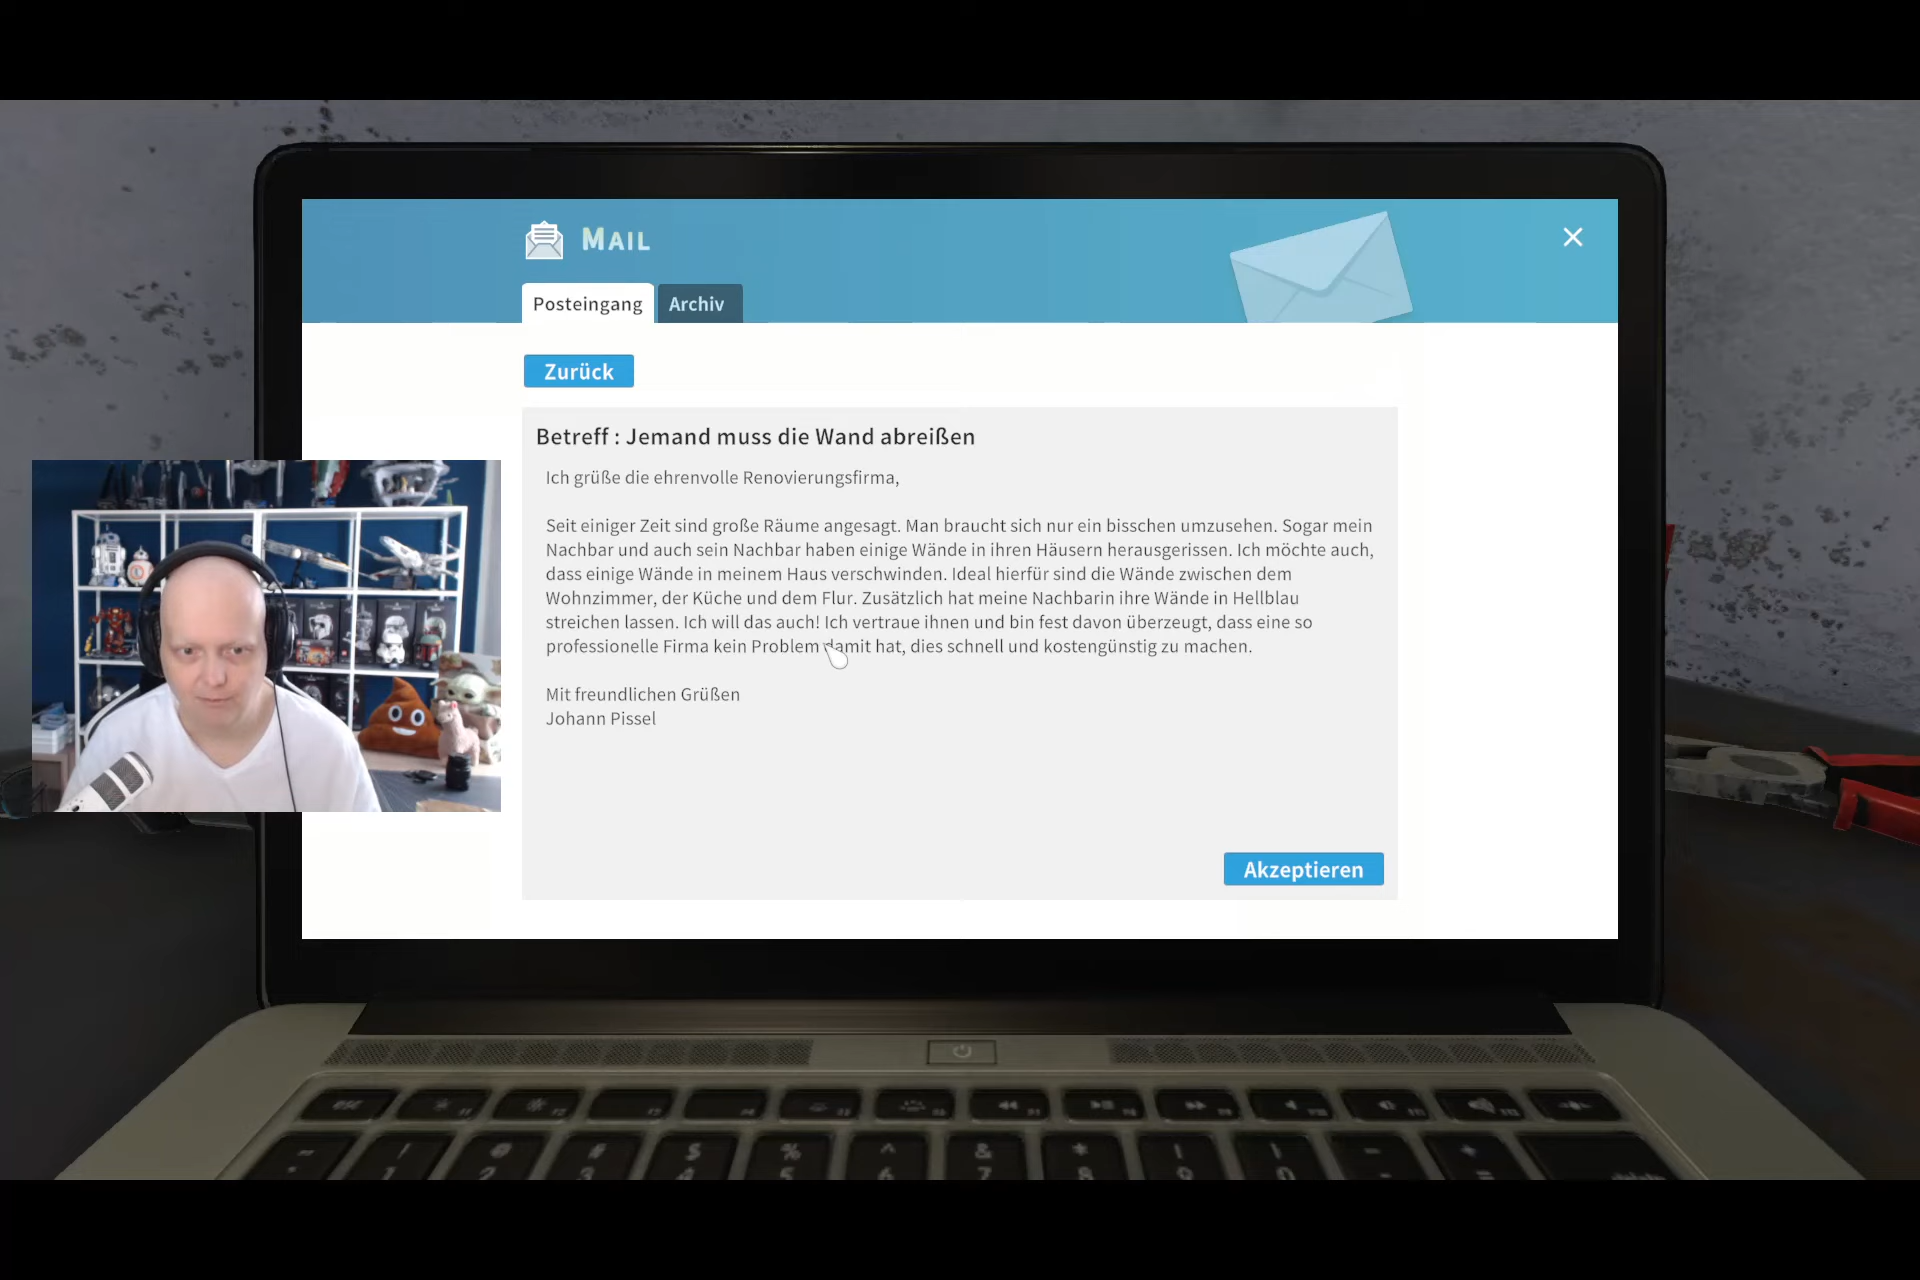 MAIL
Posteingang
Archiv
Zurück
Betreff : Jemand muss die Wand abreißen
Ich grüße die ehrenvolle Renovierungsfirma,
Seit einiger Zeit sind große Räume angesagt. Man braucht sich nur ein bisschen umzusehen. Sogar mein
Nachbar und auch sein Nachbar haben einige Wände in ihren Häusern herausgerissen. Ich möchte auch,
dass einige Wände in meinem Haus verschwinden. Ideal hierfür sind die Wände zwischen dem
Wohnzimmer, der Küche und dem Flur. Zusätzlich hat meine Nachbarin ihre Wände in Hellblau
streichen lassen. Ich will das auch! Ich vertraue ihnen und bin fest davon überzeugt, dass eine so
professionelle Firma kein Problem damit hat, dies schnell und kostengünstig zu machen.
Mit freundlichen Grüßen
Johann Pissel
Akzeptieren
esc